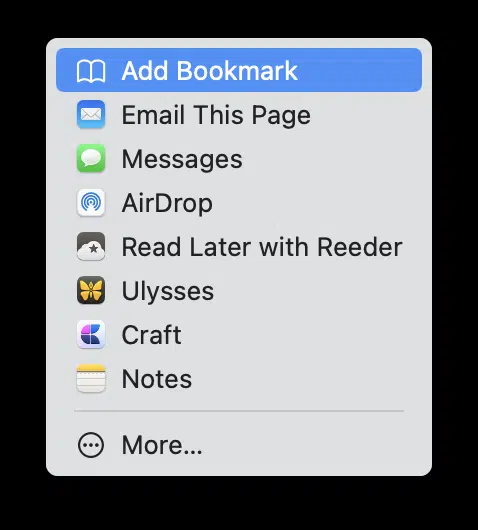 Add Bookmark
Email This Page
Messages
AirDrop
Read Later with Reeder
Ulysses
Craft
Notes
More...